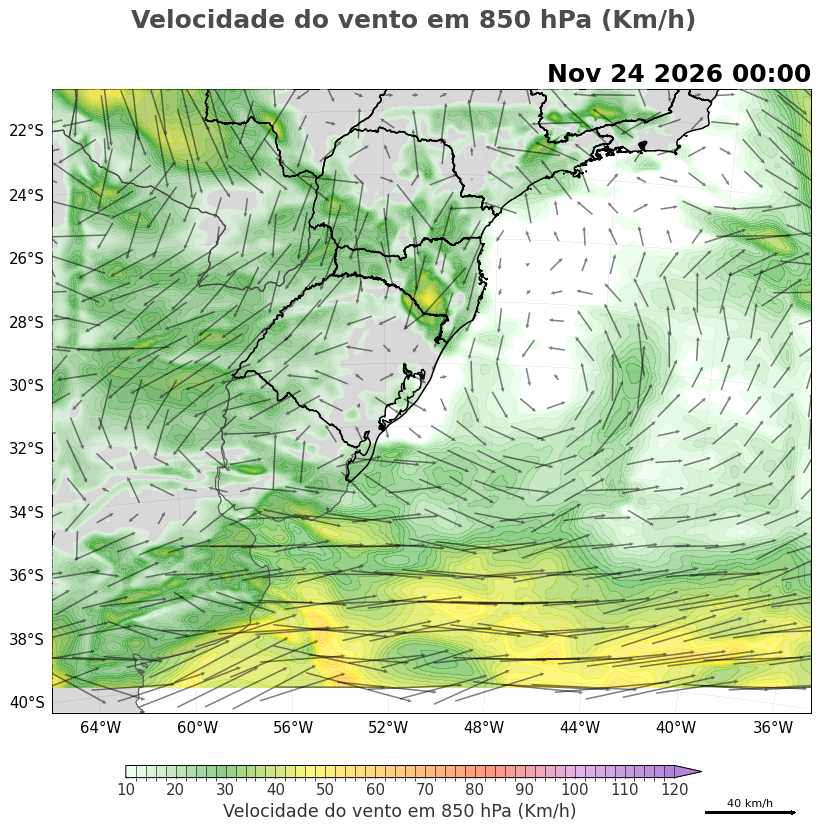 Velocidade do vento em 850 hPa (Km/h)
Nov 24 2026 00:00
22°S
24°S
26°S
28°S
30°S
32°S
34°S
36°S
38°S
40°S
64°W 60°W 56°W 52°W 48°W 44°W 40°W 36°W
10 20 30 40 50 60 70 80 90 100 110 120
Velocidade do vento em 850 hPa (Km/h)
40 km/h